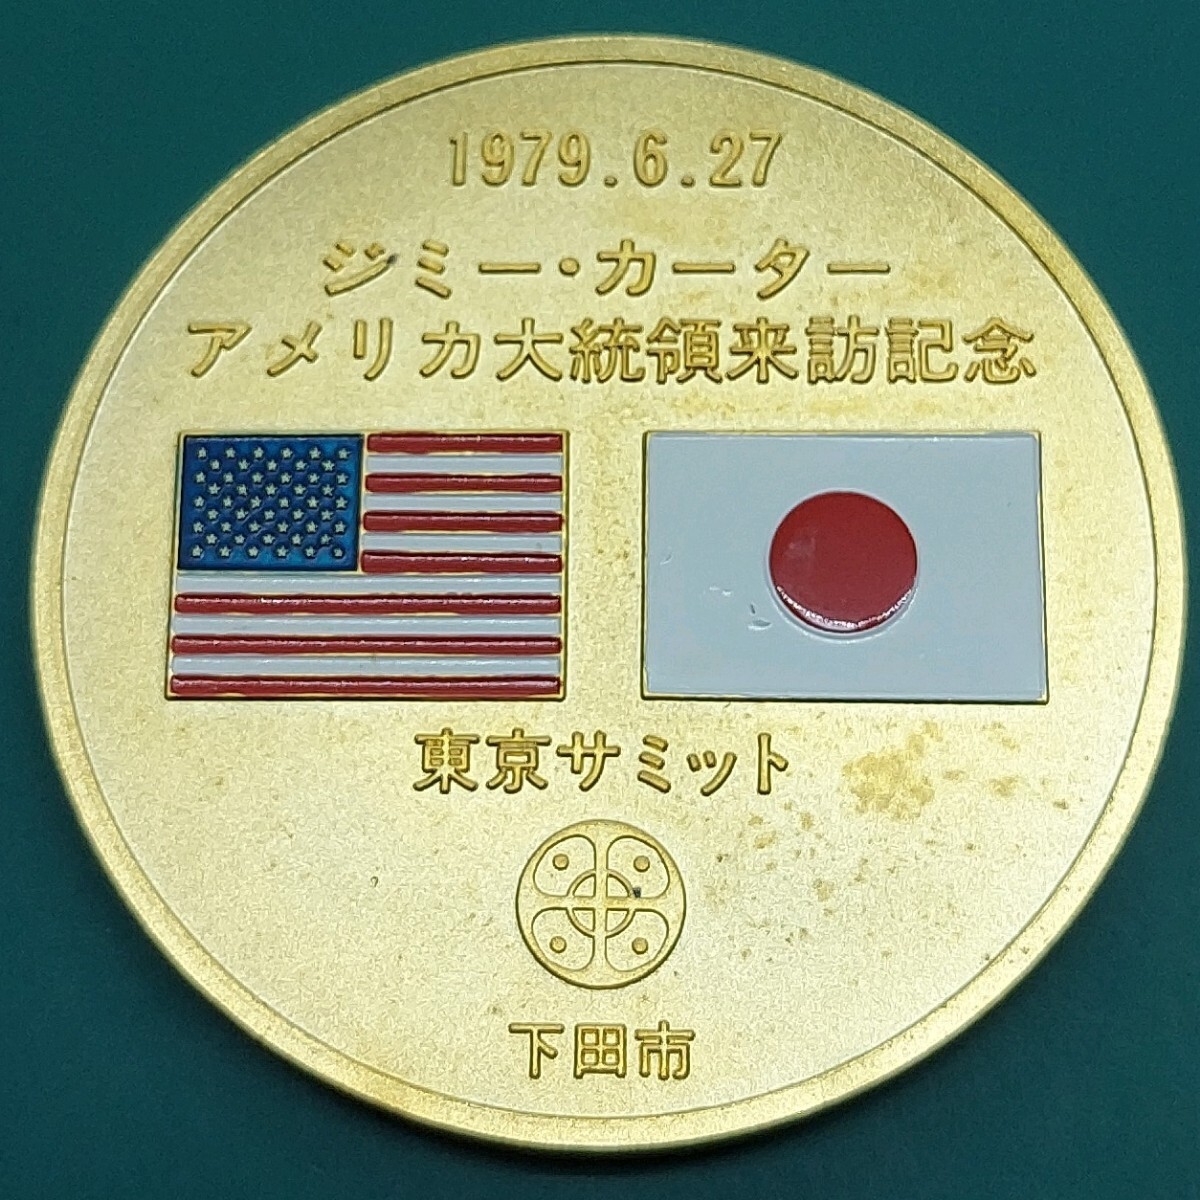 1979.6.27
ジミー・カーター
アメリカ大統領来訪記念
東京サミット
下田市